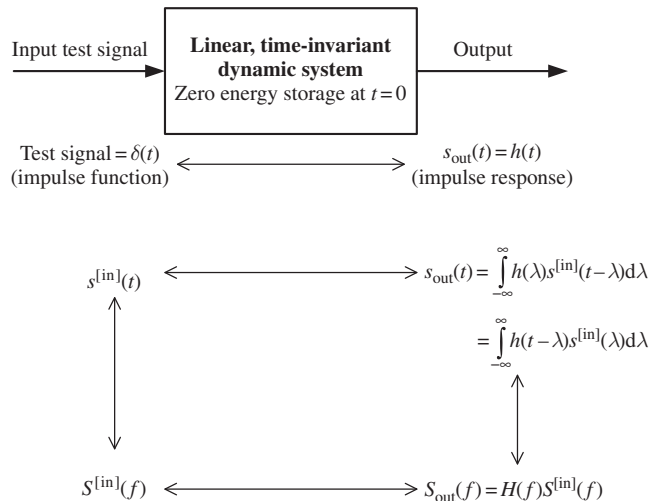 Input test signal
Linear, time-invariant
dynamic system
Zero energy storage at t = 0
Output
Test signal = δ(t)
(impulse function)
s_out(t) = h(t)
(impulse response)
s^[in](t)
s_out(t) = ∫_{-∞}^{∞} h(λ)s^[in](t−λ)dλ
= ∫_{-∞}^{∞} h(t−λ)s^[in](λ)dλ
S^[in](f)
S_out(f) = H(f)S^[in](f)